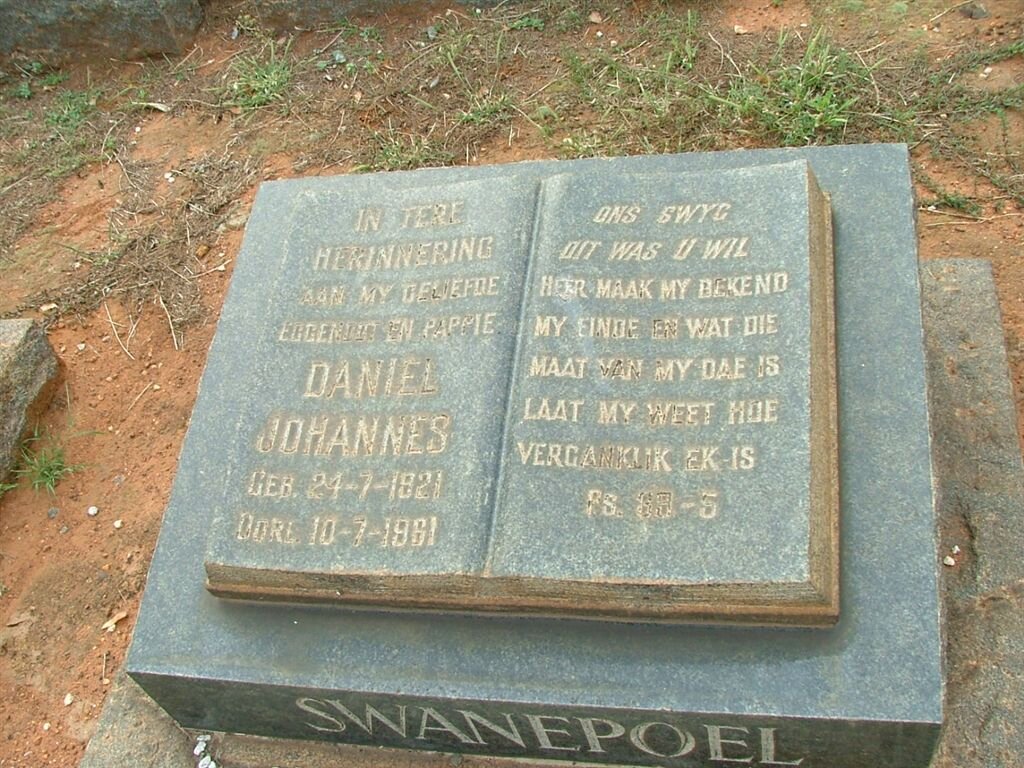 IN TERE
HERINNERING
AAN MY GELIEFDE
EGGENOOT EN PAPPIE
DANIEL
JOHANNES
GEB. 24-7-1921
OORL. 10-7-1961
ONS SWYG
DIT WAS U WIL
HEER MAAK MY BEKEND
MY EINDE EN WAT DIE
MAAT VAN MY DAE IS
LAAT MY WEET HOE
VERGANKLIK EK IS
PS. 39-5
SWANEPOEL